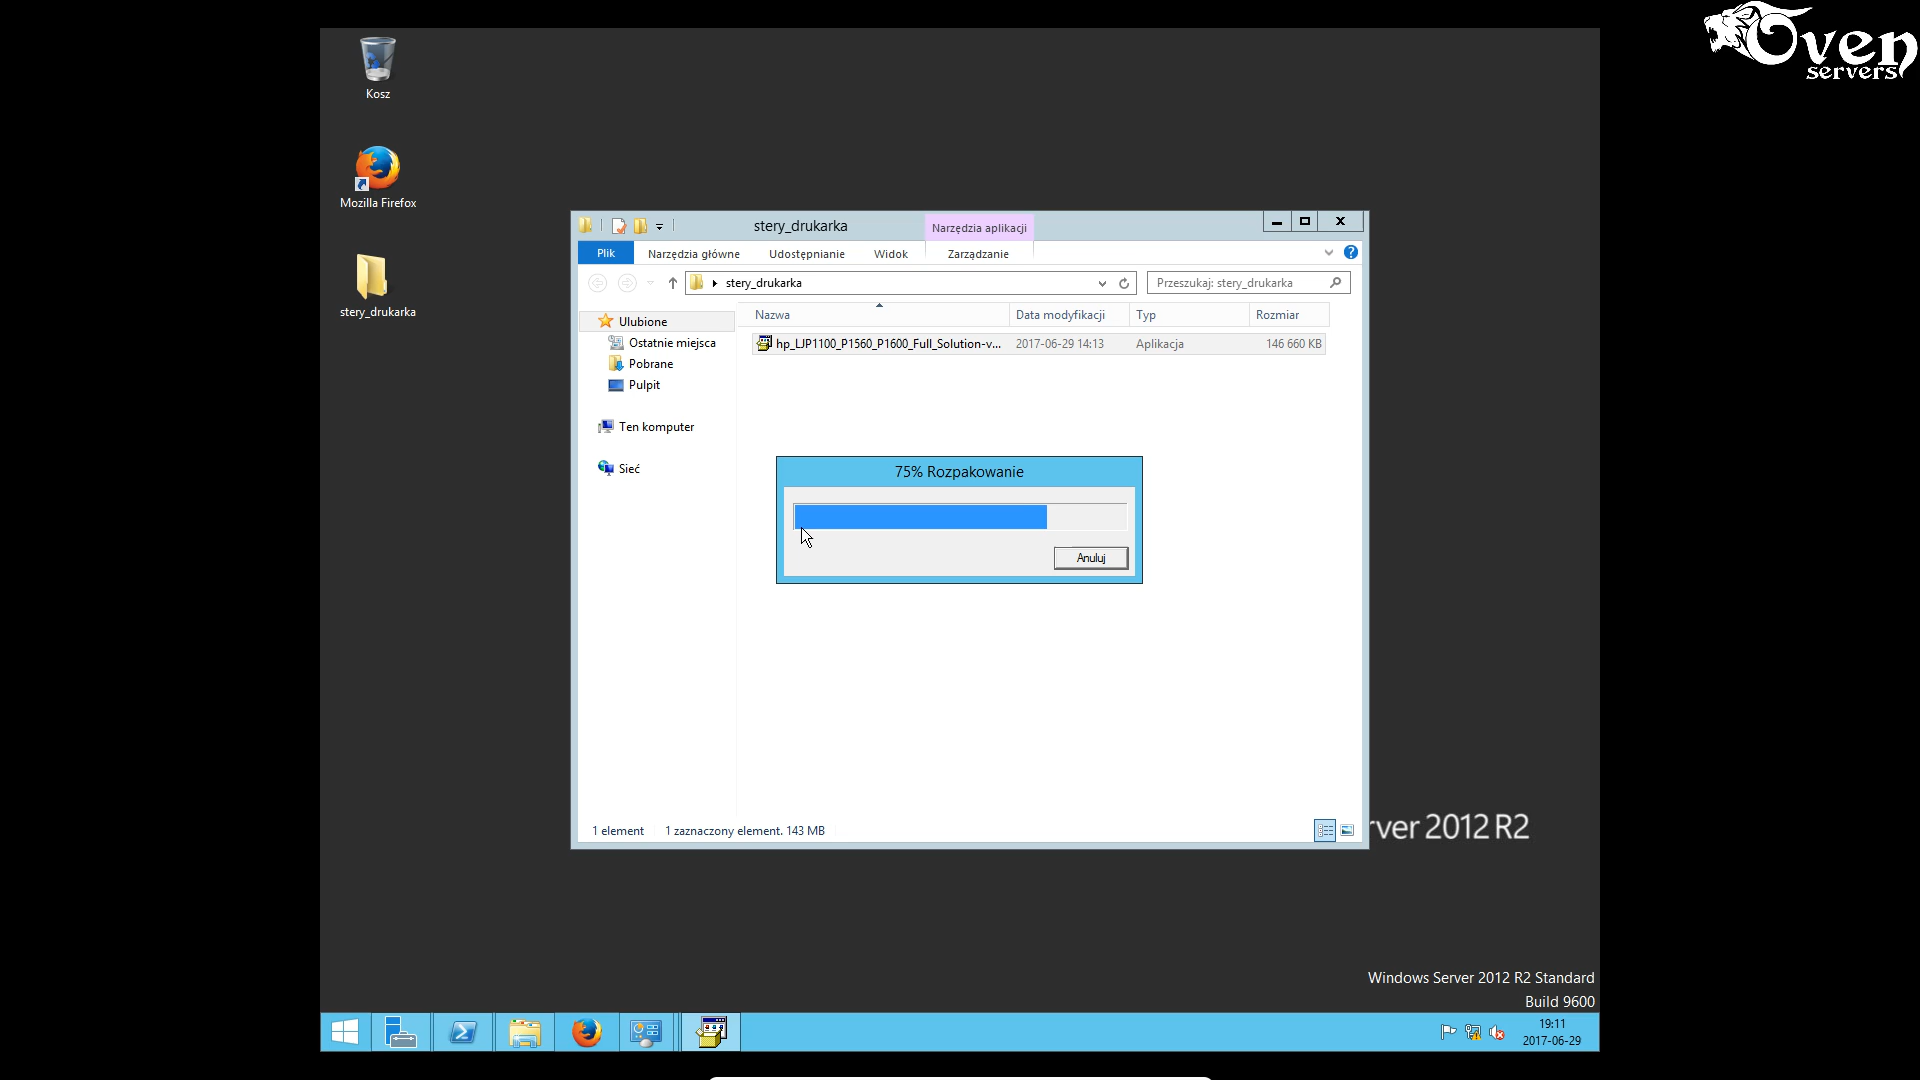 Oven
servers
Kosz
Mozilla Firefox
stery_drukarka
stery_drukarka
Narzędzia aplikacji
Plik
Narzędzia główne
Udostępnianie
Widok
Zarządzanie
stery_drukarka
Przeszukaj: stery_drukarka
Nazwa
Data modyfikacji
Typ
Rozmiar
hp_LJP1100_P1560_P1600_Full_Solution-v...
2017-06-29 14:13
Aplikacja
146 660 KB
Ulubione
Ostatnie miejsca
Pobrane
Pulpit
Ten komputer
Sieć
75% Rozpakowanie
Anuluj
1 element
1 zaznaczony element. 143 MB
rver 2012 R2
Windows Server 2012 R2 Standard
Build 9600
19:11
2017-06-29